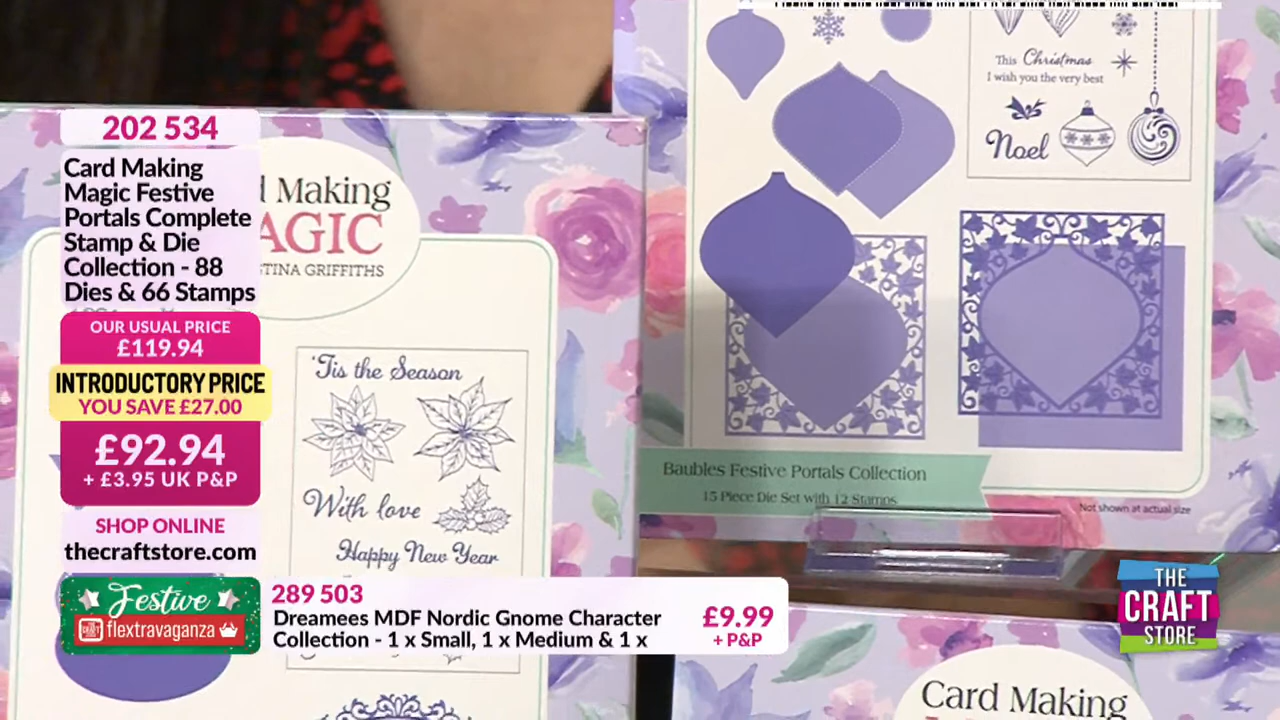 202 534
Card Making
Magic Festive
Portals Complete
Stamp & Die
Collection - 88
Dies & 66 Stamps
OUR USUAL PRICE
£119.94
INTRODUCTORY PRICE
YOU SAVE £27.00
£92.94
+ £3.95 UK P&P
SHOP ONLINE
thecraftstore.com
Festive
flextravaganza
289 503
Dreamees MDF Nordic Gnome Character
Collection - 1 x Small, 1 x Medium & 1 x
£9.99
+ P&P
THE
CRAFT
STORE
Making
'Tis the Season
With love
Happy New Year
This Christmas
I wish you the very best
Noel
Baubles Festive Portals Collection
15 Piece Die Set with 12 Stamps
Not shown at actual size
Card Making
GRIFFITHS